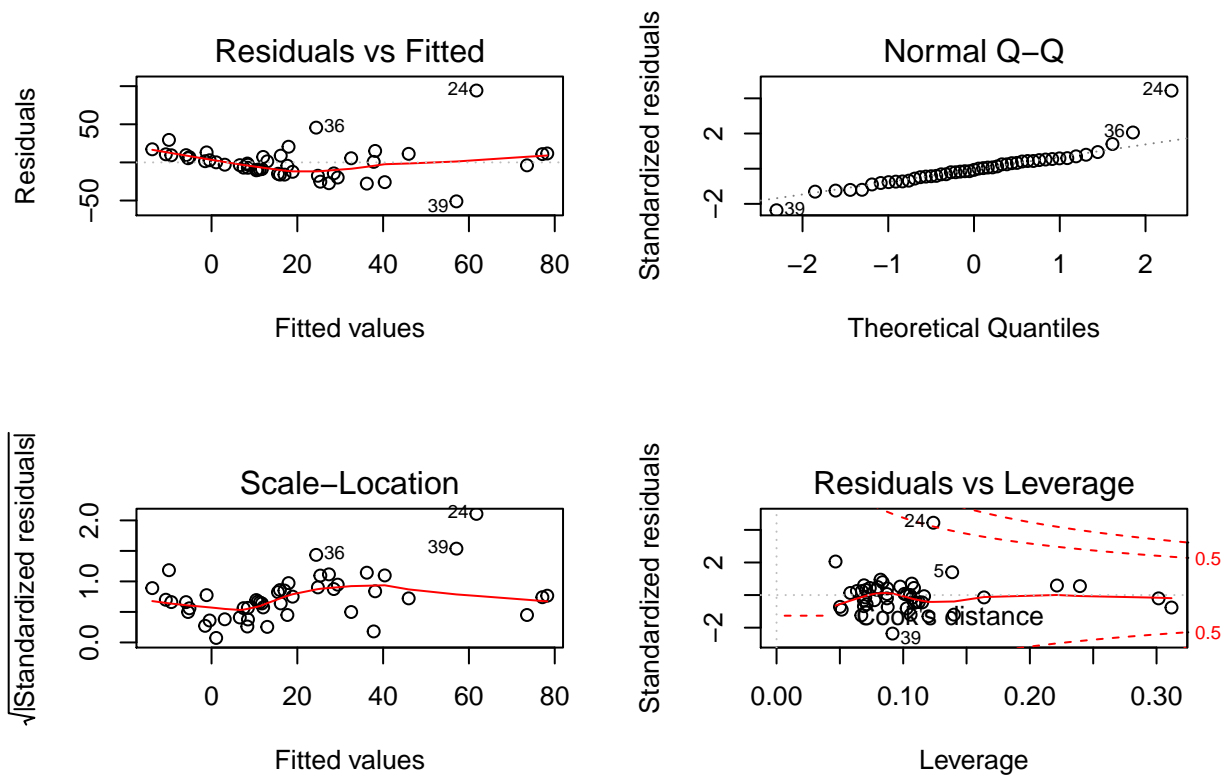 Residuals vs Fitted
Residuals
50
−50
24
36
39
0 20 40 60 80
Fitted values
Normal Q−Q
Standardized residuals
2
−2
24
36
39
−2 −1 0 1 2
Theoretical Quantiles
Scale−Location
√|Standardized residuals|
2.0
1.0
0.0
24
39
36
0 20 40 60 80
Fitted values
Residuals vs Leverage
Standardized residuals
2
−2
24
5
39
Cook's distance
0.5
0.5
0.00 0.10 0.20 0.30
Leverage